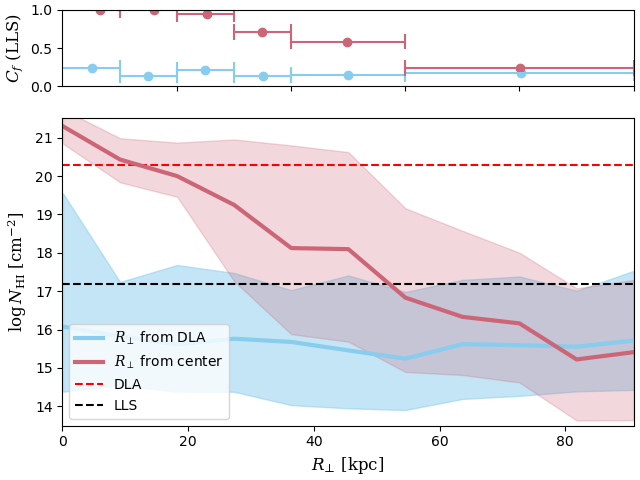 1.0
0.5
0.0
C_f (LLS)
21
20
19
18
17
16
15
14
log N_HI [cm^−2]
R_⊥ from DLA
R_⊥ from center
DLA
LLS
0 20 40 60 80
R_⊥ [kpc]